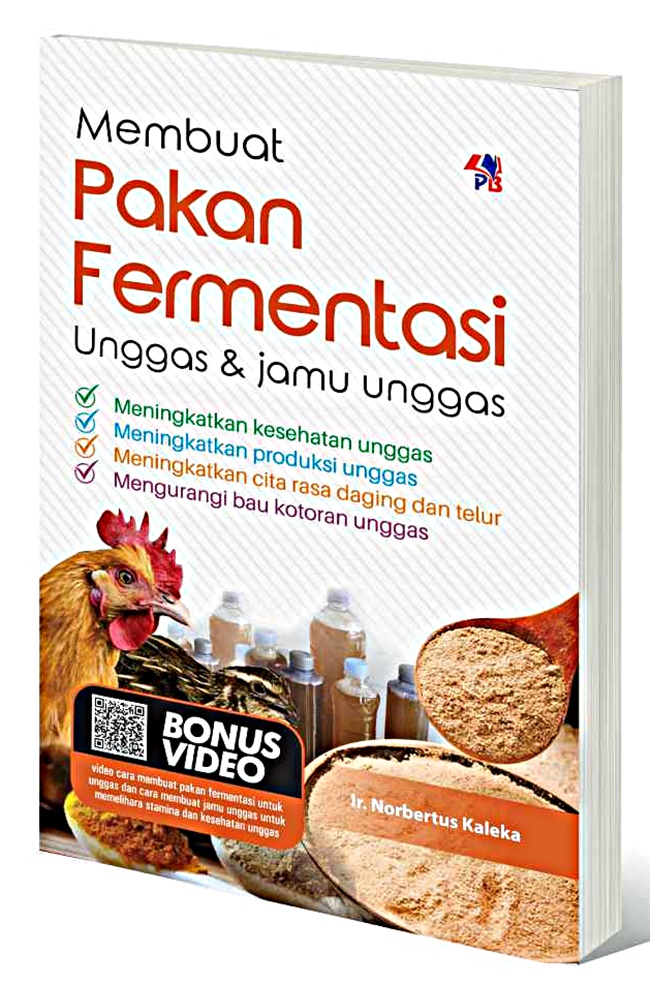 Membuat
Pakan
Fermentasi
Unggas & jamu unggas
PB
Meningkatkan kesehatan unggas
Meningkatkan produksi unggas
Meningkatkan cita rasa daging dan telur
Mengurangi bau kotoran unggas
BONUS
VIDEO
video cara membuat pakan fermentasi untuk
unggas dan cara membuat jamu unggas untuk
memelihara stamina dan kesehatan unggas
Ir. Norbertus Kaleka